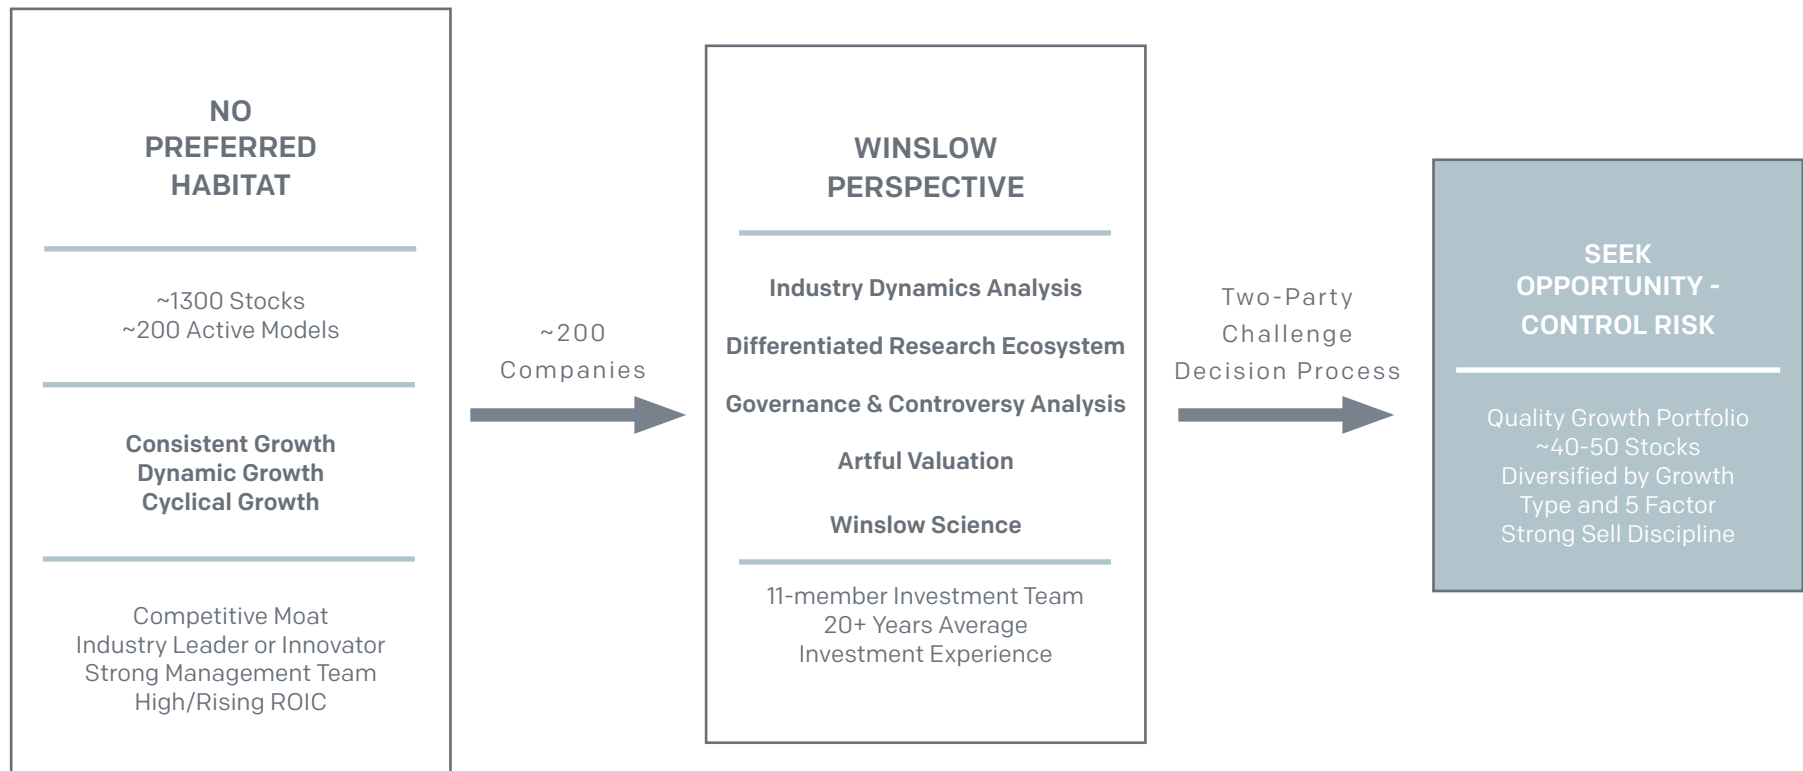 NO
PREFERRED
HABITAT
~1300 Stocks
~200 Active Models
Consistent Growth
Dynamic Growth
Cyclical Growth
Competitive Moat
Industry Leader or Innovator
Strong Management Team
High/Rising ROIC
~200
Companies
WINSLOW
PERSPECTIVE
Industry Dynamics Analysis
Differentiated Research Ecosystem
Governance & Controversy Analysis
Artful Valuation
Winslow Science
11-member Investment Team
20+ Years Average
Investment Experience
Two-Party
Challenge
Decision Process
SEEK
OPPORTUNITY -
CONTROL RISK
Quality Growth Portfolio
~40-50 Stocks
Diversified by Growth
Type and 5 Factor
Strong Sell Discipline